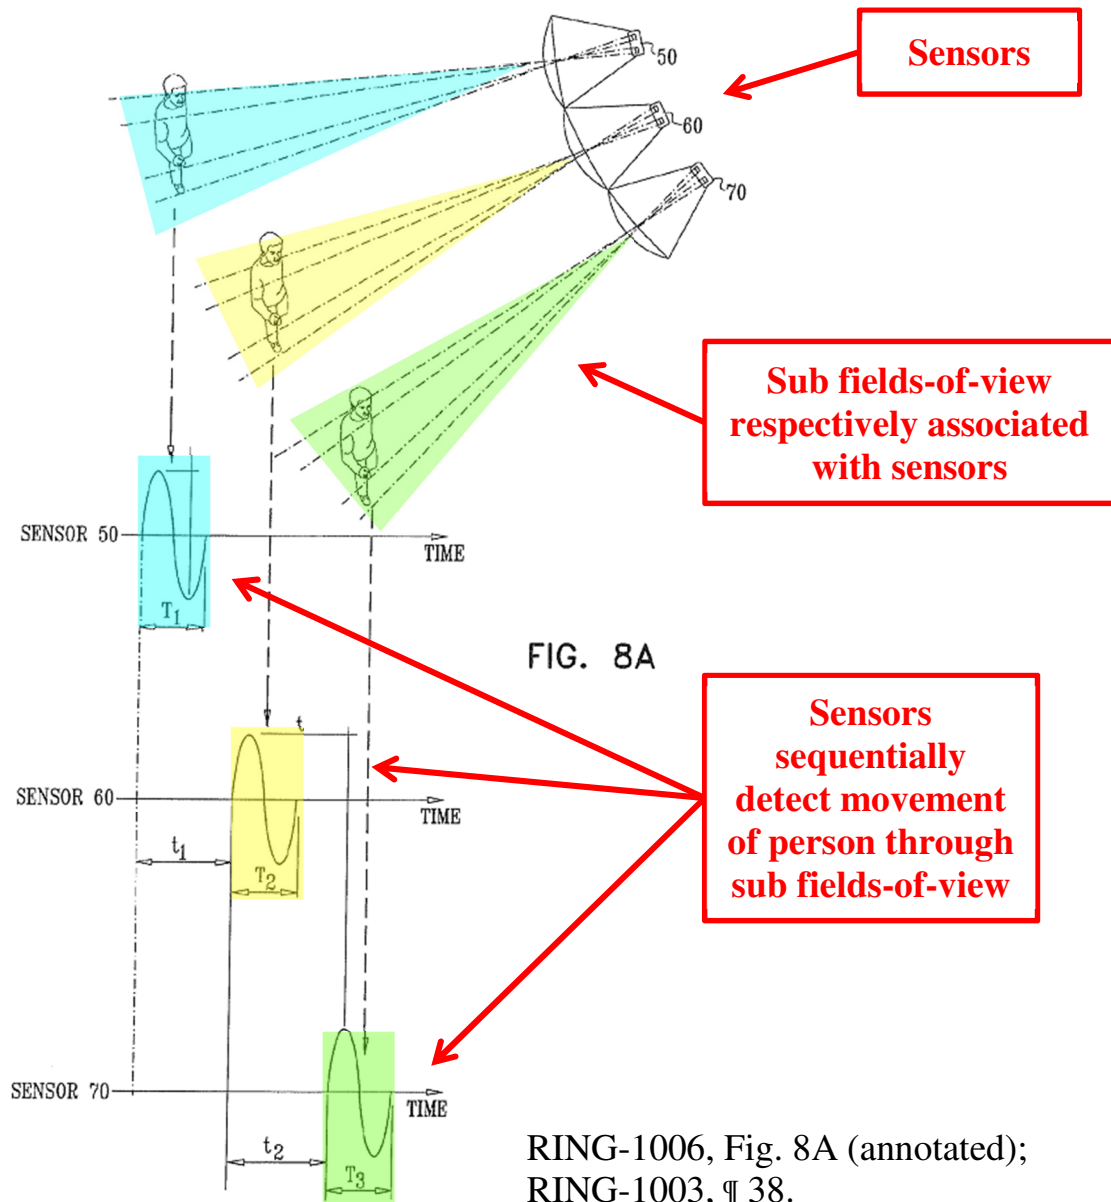 50
Sensors
60
70
Sub fields-of-view
respectively associated
with sensors
SENSOR 50
TIME
T1
FIG. 8A
Sensors
sequentially
detect movement
of person through
sub fields-of-view
t
SENSOR 60
TIME
t1
T2
SENSOR 70
TIME
t2
T3
RING-1006, Fig. 8A (annotated);
RING-1003, ¶ 38.